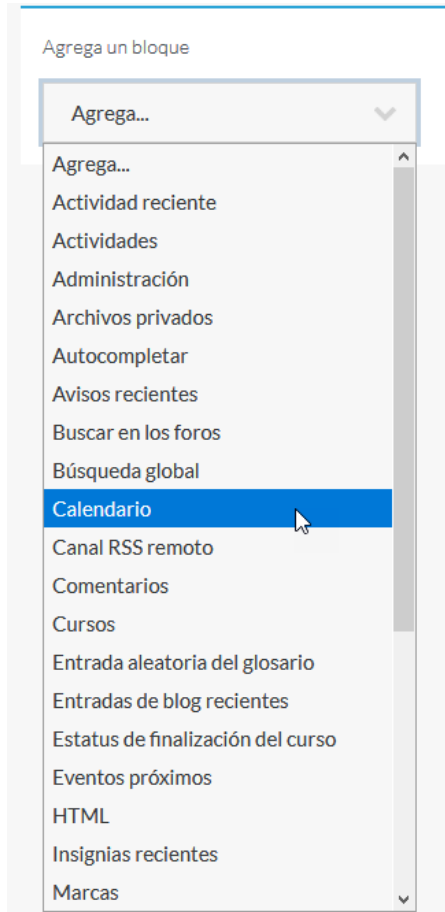 Agrega un bloque
Agrega...
Agrega...
Actividad reciente
Actividades
Administración
Archivos privados
Autocompletar
Avisos recientes
Buscar en los foros
Búsqueda global
Calendario
Canal RSS remoto
Comentarios
Cursos
Entrada aleatoria del glosario
Entradas de blog recientes
Estatus de finalización del curso
Eventos próximos
HTML
Insignias recientes
Marcas